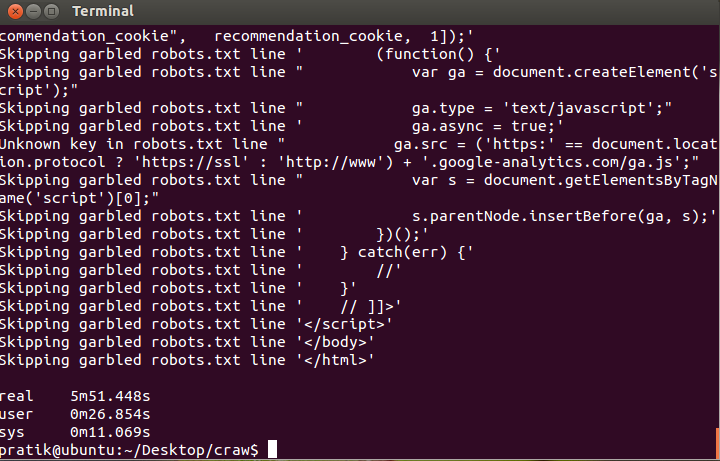 Terminal
commendation_cookie",   recommendation_cookie,  1]);'
Skipping garbled robots.txt line '        (function() {'
Skipping garbled robots.txt line "            var ga = document.createElement('s
cript');"
Skipping garbled robots.txt line "            ga.type = 'text/javascript';"
Skipping garbled robots.txt line '            ga.async = true;'
Unknown key in robots.txt line "            ga.src = ('https:' == document.locat
ion.protocol ? 'https://ssl' : 'http://www') + '.google-analytics.com/ga.js';"
Skipping garbled robots.txt line "            var s = document.getElementsByTagN
ame('script')[0];"
Skipping garbled robots.txt line '            s.parentNode.insertBefore(ga, s);'
Skipping garbled robots.txt line '        })();'
Skipping garbled robots.txt line '    } catch(err) {'
Skipping garbled robots.txt line '        //'
Skipping garbled robots.txt line '    }'
Skipping garbled robots.txt line '    // ]]>'
Skipping garbled robots.txt line '</script>'
Skipping garbled robots.txt line '</body>'
Skipping garbled robots.txt line '</html>'
real    5m51.448s
user    0m26.854s
sys     0m11.069s
pratik@ubuntu:~/Desktop/craw$